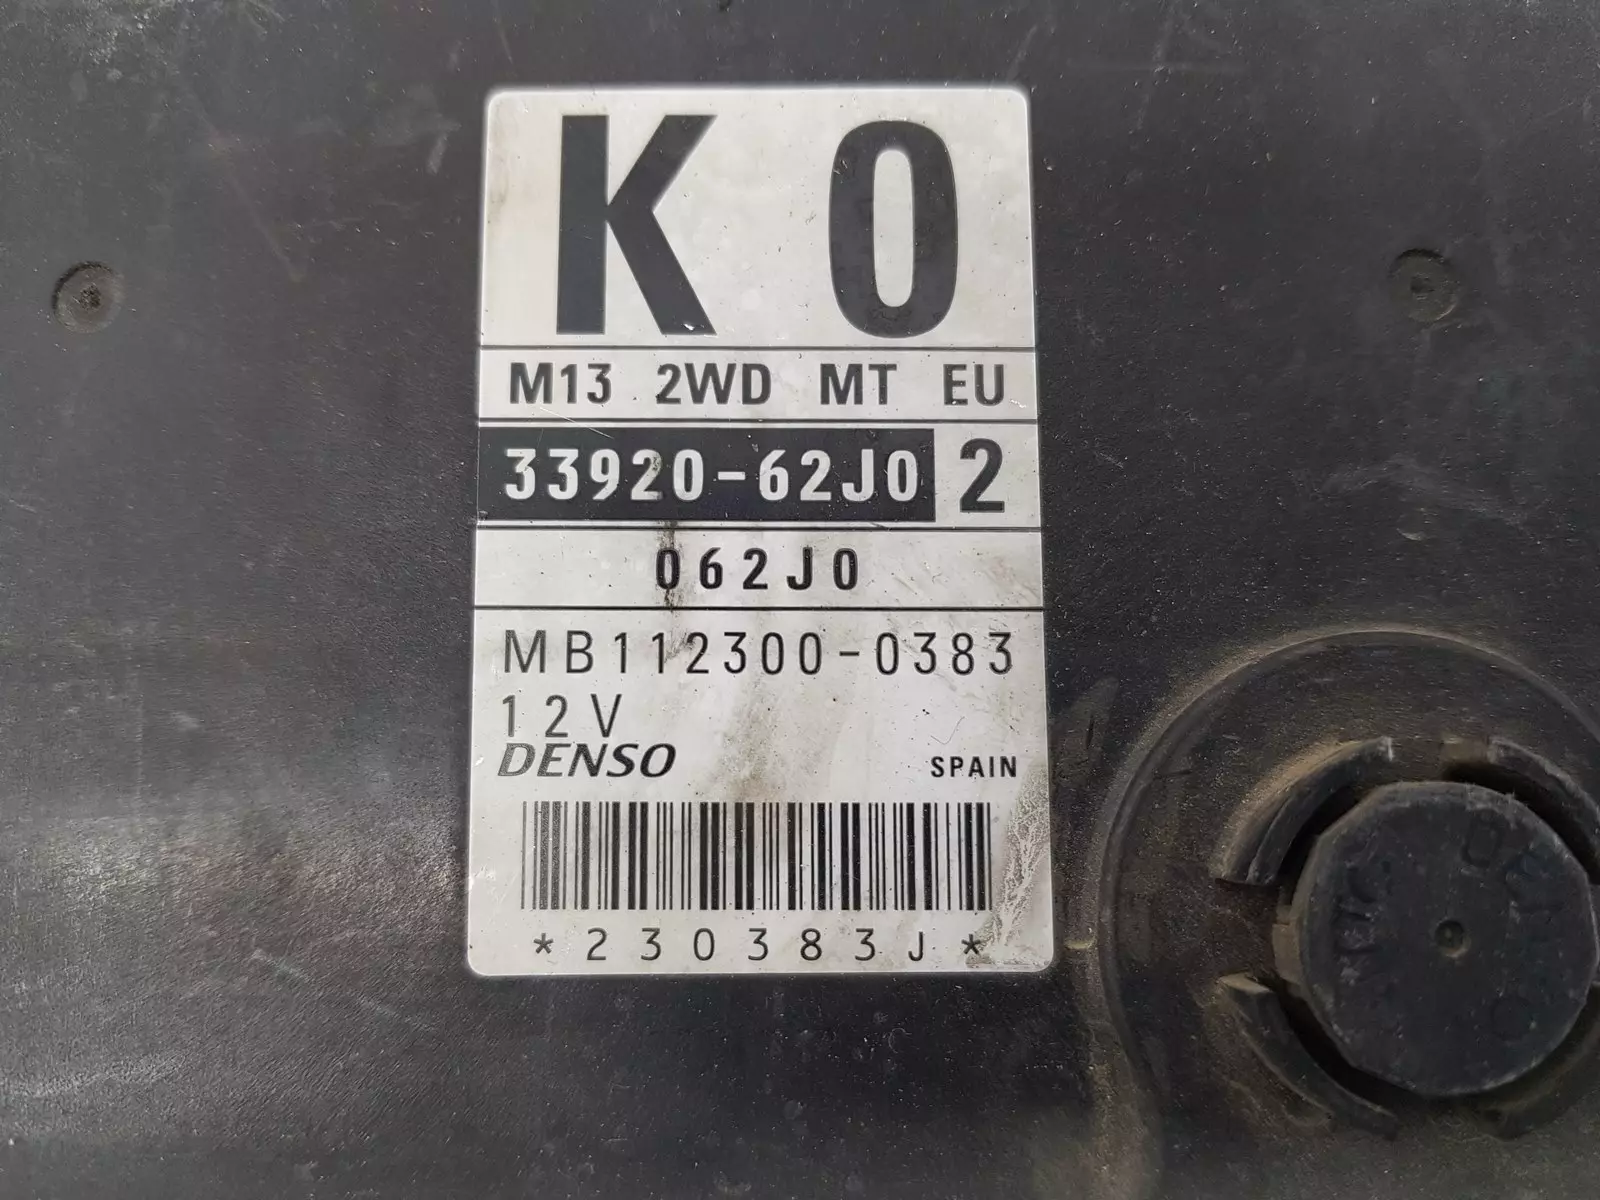 K 0
M13 2WD MT EU
33920-62J0 2
062J0
MB112300-0383
12V
DENSO SPAIN
*230383J*